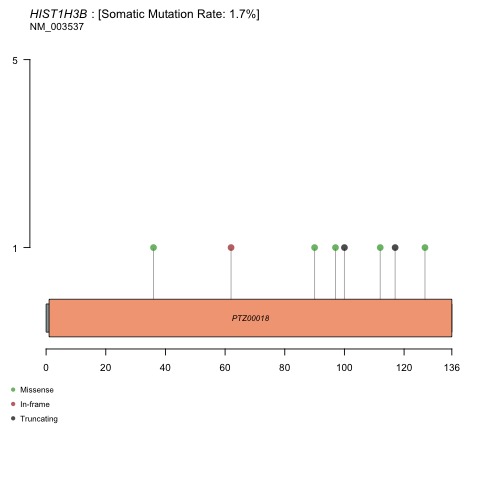 HIST1H3B : [Somatic Mutation Rate: 1.7%]
NM_003537
5
1
PTZ00018
0 20 40 60 80 100 120 136
Missense
In-frame
Truncating